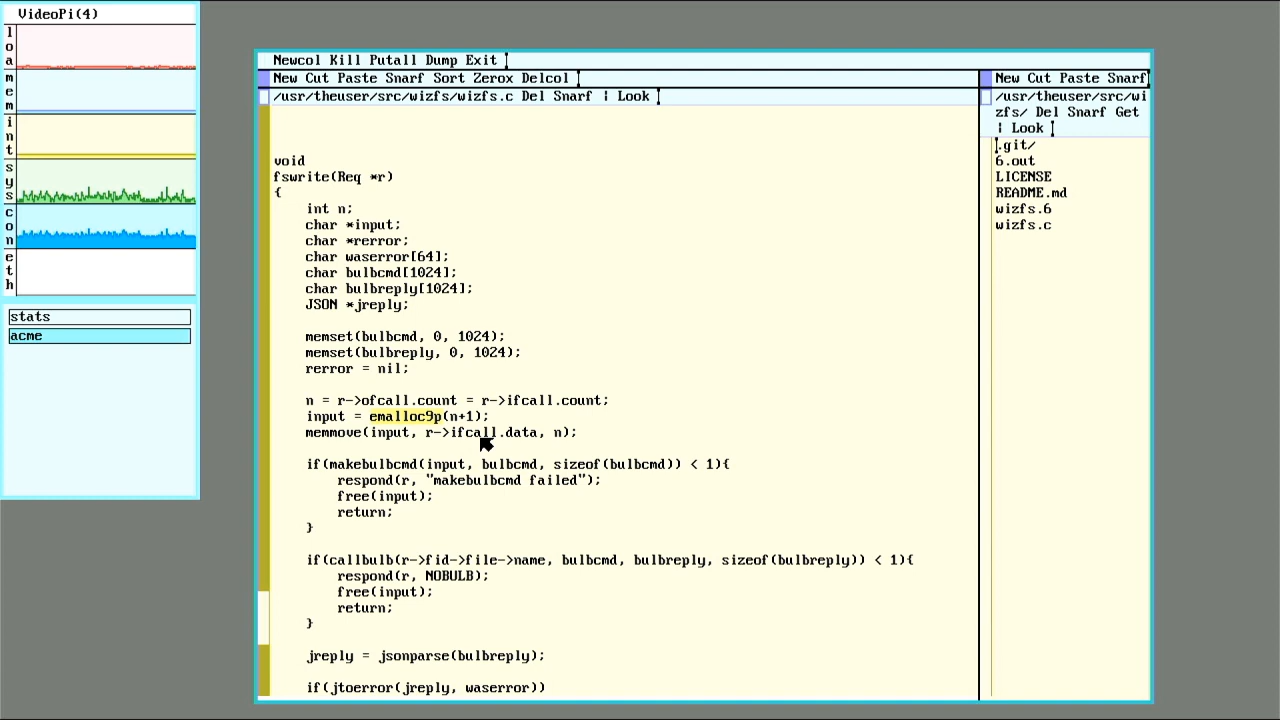 VideoPi(4)
loa
mem
int
sys
con
eth
stats
acme
Newcol Kill Putall Dump Exit
New Cut Paste Snarf Sort Zerox Delcol
/usr/theuser/src/wizfs/wizfs.c Del Snarf | Look
void
fswrite(Req *r)
{
    int n;
    char *input;
    char *rerror;
    char waserror[64];
    char bulbcmd[1024];
    char bulbreply[1024];
    JSON *jreply;
    memset(bulbcmd, 0, 1024);
    memset(bulbreply, 0, 1024);
    rerror = nil;
    n = r->ofcall.count = r->ifcall.count;
    input = emalloc9p(n+1);
    memmove(input, r->ifcall.data, n);
    if(makebulbcmd(input, bulbcmd, sizeof(bulbcmd)) < 1){
        respond(r, "makebulbcmd failed");
        free(input);
        return;
    }
    if(callbulb(r->fid->file->name, bulbcmd, bulbreply, sizeof(bulbreply)) < 1){
        respond(r, NOBULB);
        free(input);
        return;
    }
    jreply = jsonparse(bulbreply);
    if(jtoerror(jreply, waserror))
New Cut Paste Snarf
/usr/theuser/src/wi
zfs/ Del Snarf Get
| Look
.git/
6.out
LICENSE
README.md
wizfs.6
wizfs.c